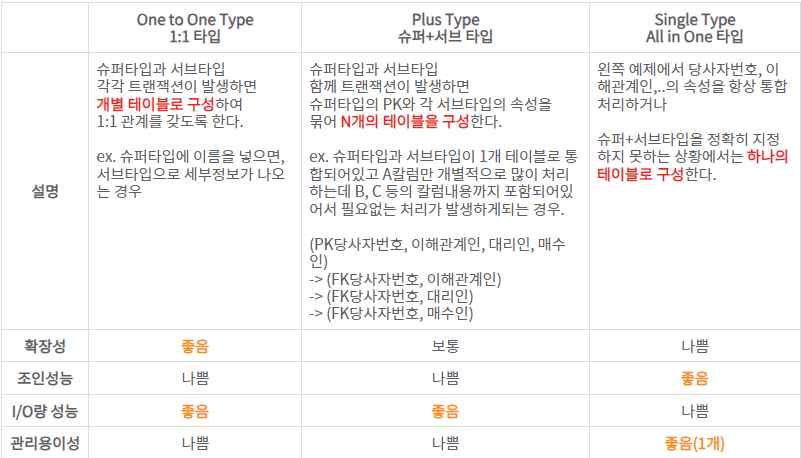 One to One Type
1:1 타입
Plus Type
슈퍼+서브 타입
Single Type
All in One 타입
설명
슈퍼타입과 서브타입
각각 트랜잭션이 발생하면
개별 테이블로 구성하여
1:1 관계를 갖도록 한다.
ex. 슈퍼타입에 이름을 넣으면,
서브타입으로 세부정보가 나오
는 경우
슈퍼타입과 서브타입
함께 트랜잭션이 발생하면
슈퍼타입의 PK와 각 서브타입의 속성을
묶어 N개의 테이블을 구성한다.
ex. 슈퍼타입과 서브타입이 1개 테이블로 통
합되어있고 A칼럼만 개별적으로 많이 처리
하는데 B, C 등의 칼럼내용까지 포함되어있
어서 필요없는 처리가 발생하게되는 경우.
(PK당사자번호, 이해관계인, 대리인, 매수
인)
-> (FK당사자번호, 이해관계인)
-> (FK당사자번호, 대리인)
-> (FK당사자번호, 매수인)
왼쪽 예제에서 당사자번호, 이
해관계인,..의 속성을 항상 통합
처리하거나
슈퍼+서브타입을 정확히 지정
하지 못하는 상황에서는 하나의
테이블로 구성한다.
확장성
좋음
보통
나쁨
조인성능
나쁨
나쁨
좋음
I/O량 성능
좋음
좋음
나쁨
관리용이성
나쁨
나쁨
좋음(1개)